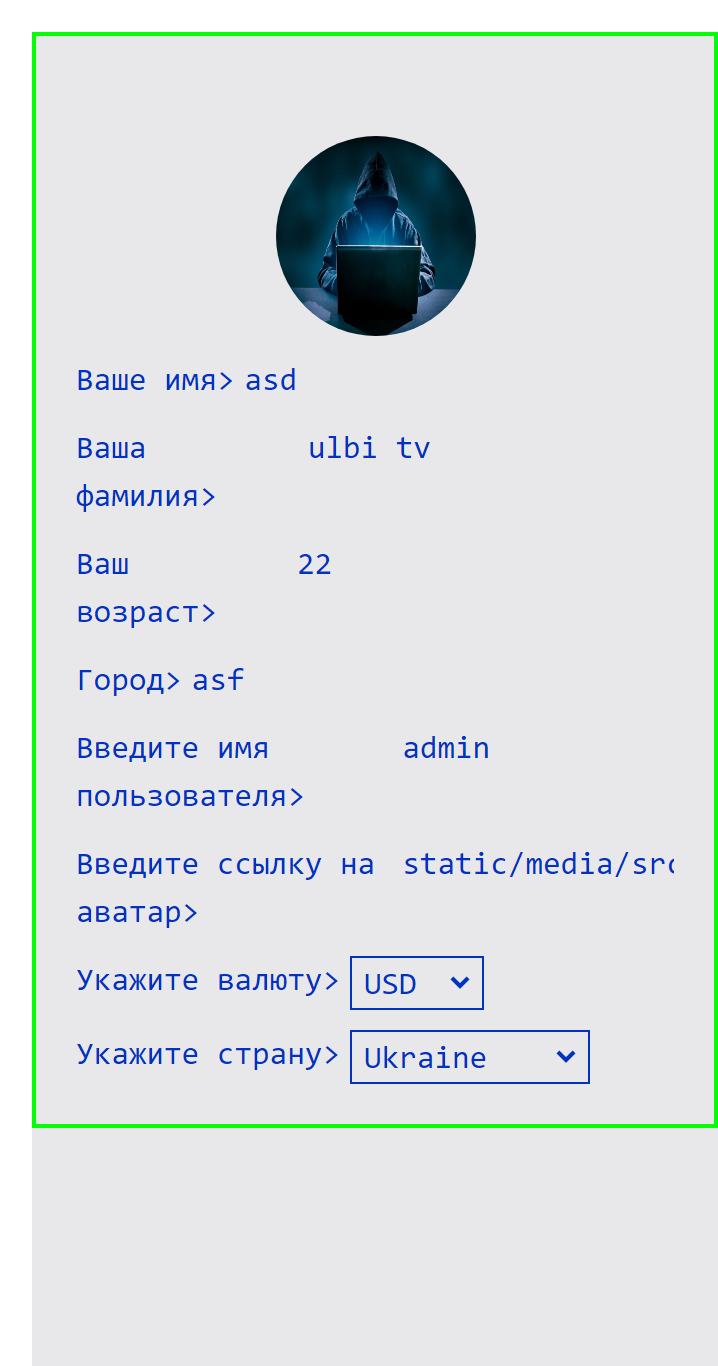 Ваше имя> asd
Ваша ulbi tv
фамилия>
Ваш 22
возраст>
Город> asf
Введите имя admin
пользователя>
Введите ссылку на static/media/src
аватар>
Укажите валюту> USD
Укажите страну> Ukraine